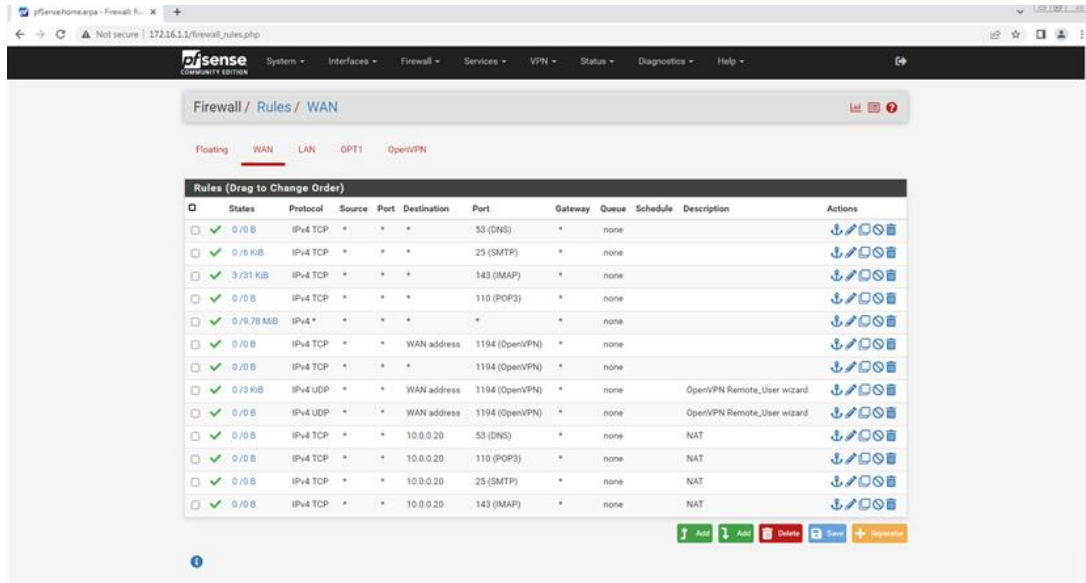 pfSense.home.arpa - Firewall: Ru
Not secure | 172.16.1.1/firewall_rules.php
pfsense
COMMUNITY EDITION
System Interfaces Firewall Services VPN Status Diagnostics Help
Firewall / Rules / WAN
Floating WAN LAN OPT1 OpenVPN
Rules (Drag to Change Order)
States Protocol Source Port Destination Port Gateway Queue Schedule Description Actions
0 /0 B IPv4 TCP * * * 53 (DNS) * none
0 /6 KiB IPv4 TCP * * * 25 (SMTP) * none
3 /31 KiB IPv4 TCP * * * 143 (IMAP) * none
0 /0 B IPv4 TCP * * * 110 (POP3) * none
0 /9.78 MiB IPv4 * * * * * * none
0 /0 B IPv4 TCP * * WAN address 1194 (OpenVPN) * none
0 /0 B IPv4 TCP * * * 1194 (OpenVPN) * none
0 /3 KiB IPv4 UDP * * WAN address 1194 (OpenVPN) * none OpenVPN Remote_User wizard
0 /0 B IPv4 UDP * * WAN address 1194 (OpenVPN) * none OpenVPN Remote_User wizard
0 /0 B IPv4 TCP * * 10.0.0.20 53 (DNS) * none NAT
0 /0 B IPv4 TCP * * 10.0.0.20 110 (POP3) * none NAT
0 /0 B IPv4 TCP * * 10.0.0.20 25 (SMTP) * none NAT
0 /0 B IPv4 TCP * * 10.0.0.20 143 (IMAP) * none NAT
Add Add Delete Save Separator